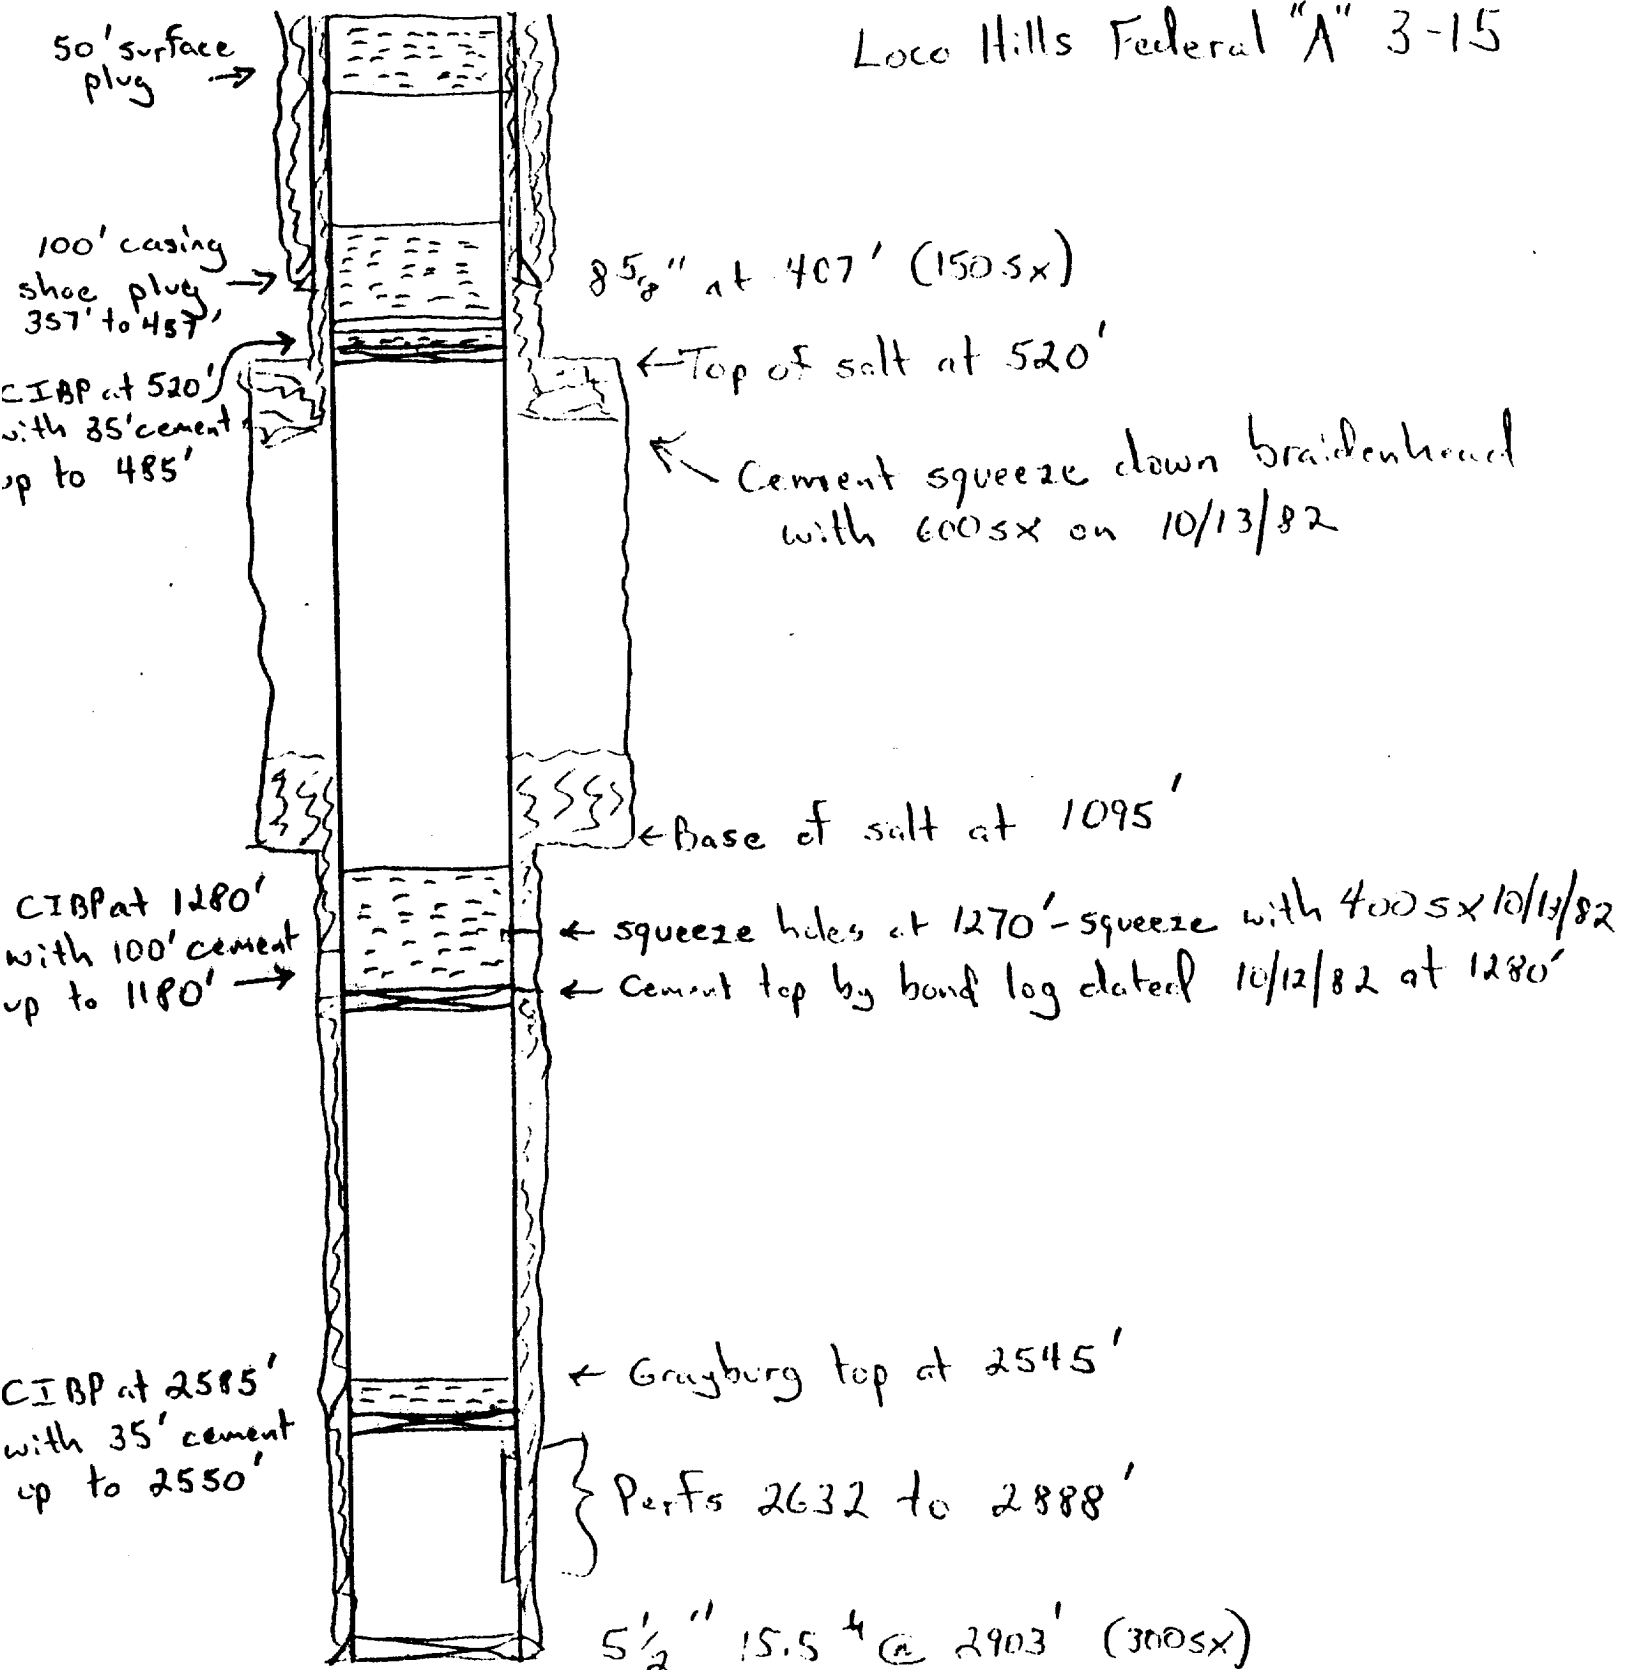 Loco Hills Federal "A" 3-15
50' surface
plug →
100' casing
shoe plug →
357' to 457'
8 5/8" at 407' (150 sx)
CIBP at 520'
with 35' cement
up to 485'
←Top of salt at 520'
Cement squeeze down braidenhead
with 600 sx on 10/13/82
←Base of salt at 1095'
CIBP at 1280'
with 100' cement
up to 1180' →
← squeeze holes at 1270' - squeeze with 400 sx 10/13/82
← Cement top by bond log dated 10/12/82 at 1280'
← Grayburg top at 2545'
CIBP at 2585'
with 35' cement
up to 2550'
Perfs 2632 to 2888'
5 1/2" 15.5 # @ 2903' (300 sx)